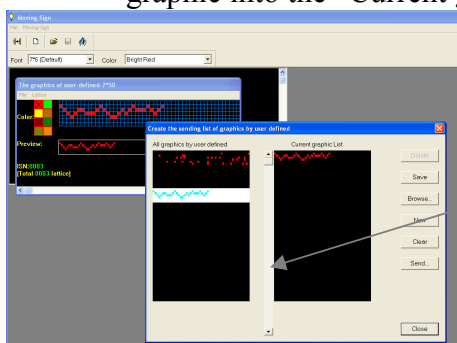 graphic into the "Current g
Moving Sign
File Moving-Sign
Font 7*6 (Default) Color BrightRed
The graphics of user-defined 7*50
File Lattice
Color:
Preview:
ISN:0003
(Total 0003 lattice)
Create the sending list of graphics by user defined
All graphics by user defined
Current graphic List
Delete
Save
Browse...
New
Clear
Send...
Close